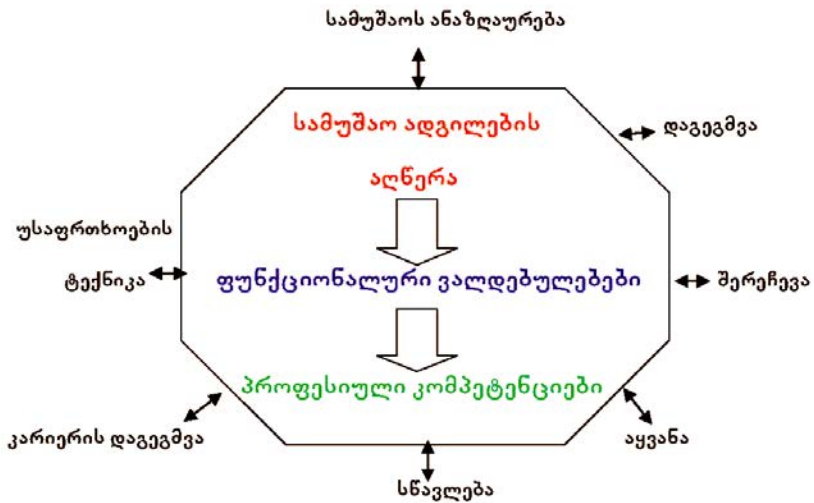 სამუშაოს ანაზღაურება
სამუშაო ადგილების
დაგეგმვა
აღწერა
უსაფრთხოების
ტექნიკა
ფუნქციონალური ვალდებულებები
შერჩევა
პროფესიული კომპეტენციები
კარიერის დაგეგმვა
აყვანა
სწავლება